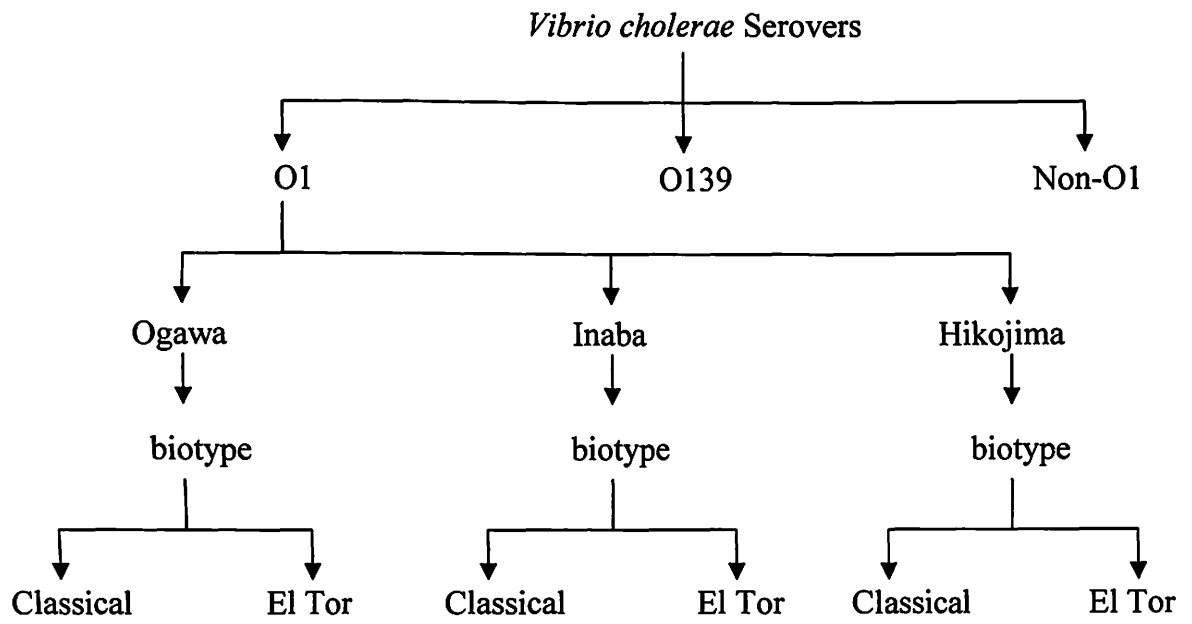 Vibrio cholerae Serovers
O1 O139 Non-O1
Ogawa Inaba Hikojima
biotype biotype biotype
Classical El Tor Classical El Tor Classical El Tor